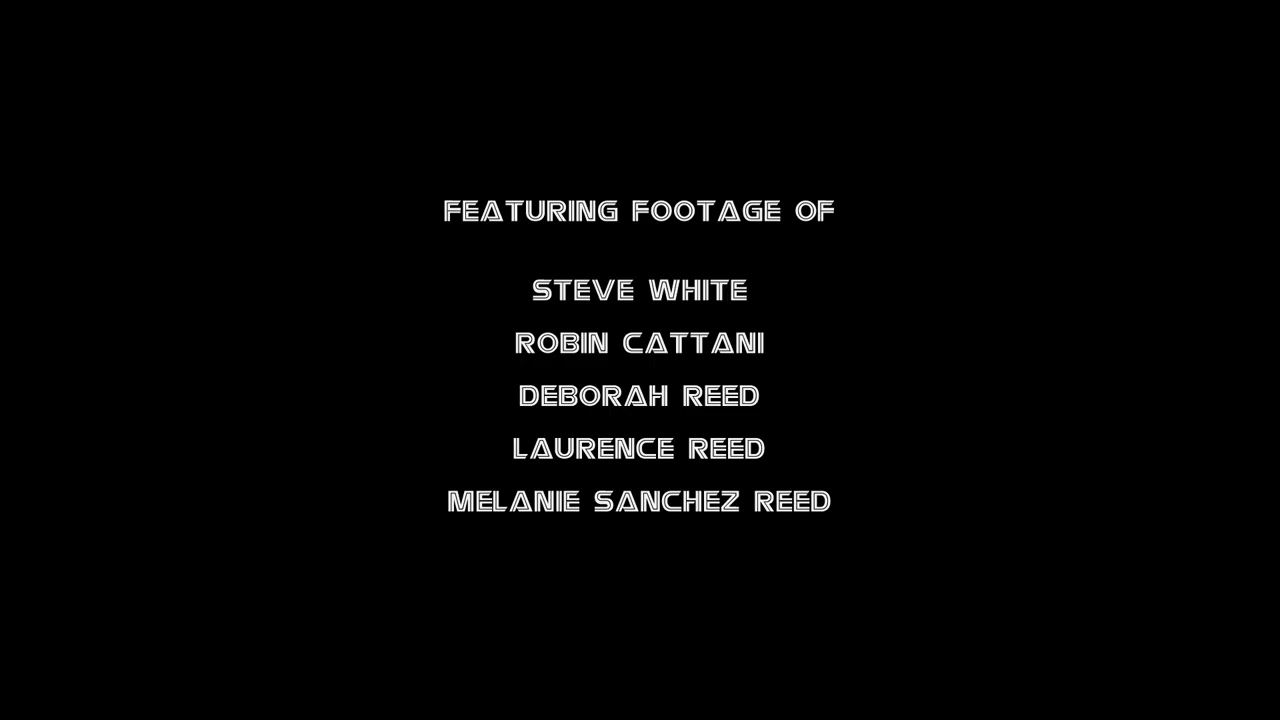 FEATURING FOOTAGE OF
STEVE WHITE
ROBIN CATTANI
DEBORAH REED
LAURENCE REED
MELANIE SANCHEZ REED